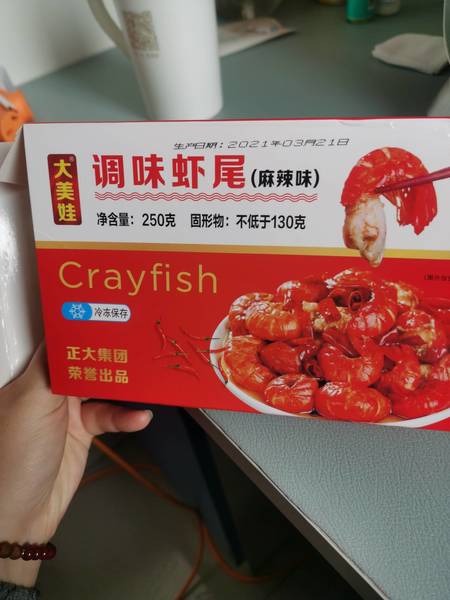 生产日期：2021年03月21日
大美娃®
调味虾尾(麻辣味)
净含量：250克 固形物：不低于130克
Crayfish
冷冻保存
正大集团
荣誉出品